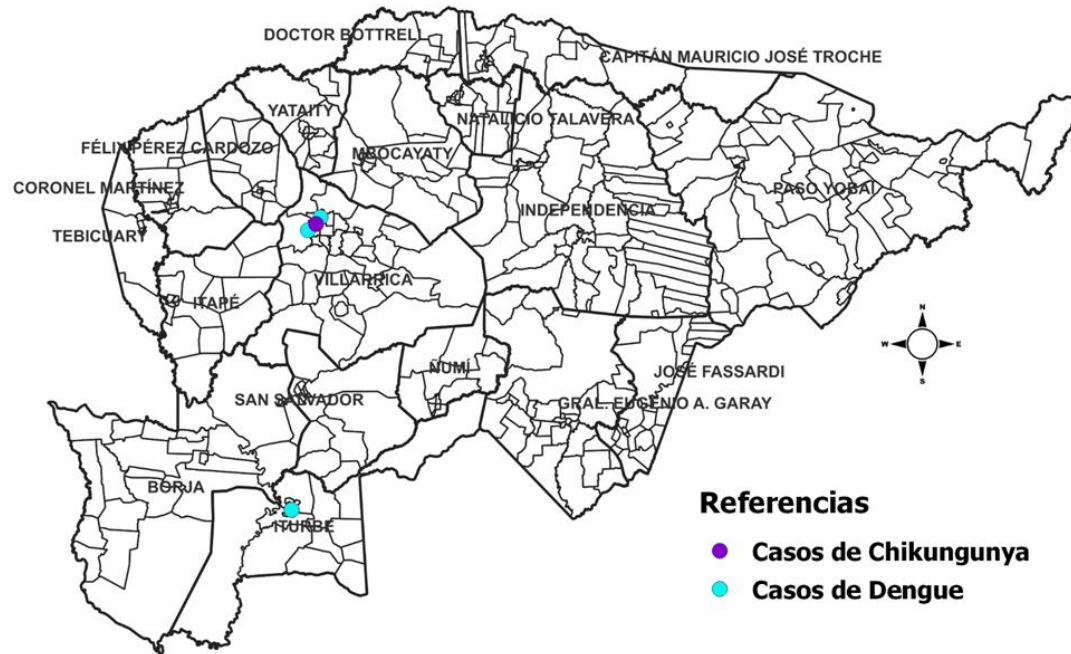 DOCTOR BOTTRELL
CAPITÁN MAURICIO JOSÉ TROCHE
YATAITY
NATALICIO TALAVERA
FÉLIX PÉREZ CARDOZO
MBOCAYATY
CORONEL MARTÍNEZ
PASO YOBAI
INDEPENDENCIA
TEBICUARY
VILLARRICA
ITAPÉ
N
W
E
S
ÑUMÍ
JOSÉ FASSARDI
SAN SALVADOR
GRAL. EUGENIO A. GARAY
BORJA
ITURBE
Referencias
Casos de Chikungunya
Casos de Dengue